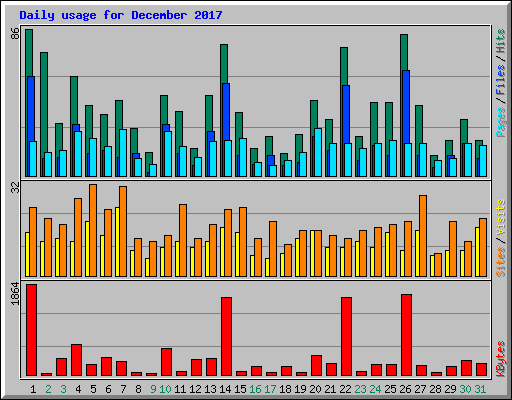 Daily usage for December 2017
86
Pages / Files / Hits
32
Sites / Visits
1864
KBytes
1 2 3 4 5 6 7 8 9 10 11 12 13 14 15 16 17 18 19 20 21 22 23 24 25 26 27 28 29 30 31